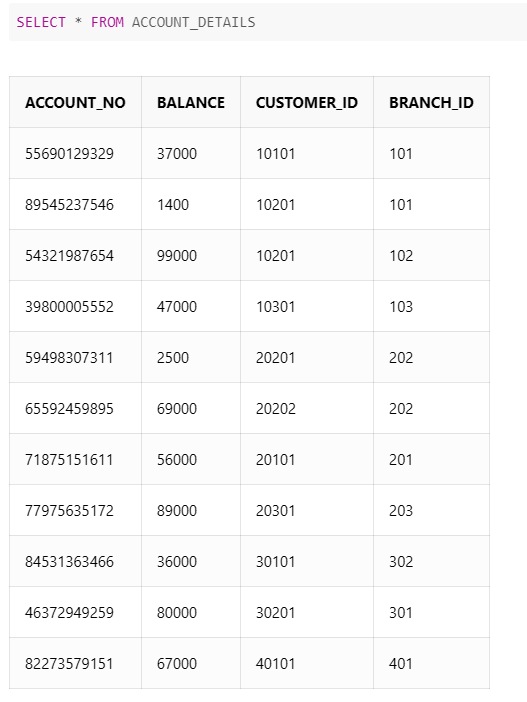 SELECT * FROM ACCOUNT_DETAILS
ACCOUNT_NO BALANCE CUSTOMER_ID BRANCH_ID
55690129329 37000 10101 101
89545237546 1400 10201 101
54321987654 99000 10201 102
39800005552 47000 10301 103
59498307311 2500 20201 202
65592459895 69000 20202 202
71875151611 56000 20101 201
77975635172 89000 20301 203
84531363466 36000 30101 302
46372949259 80000 30201 301
82273579151 67000 40101 401